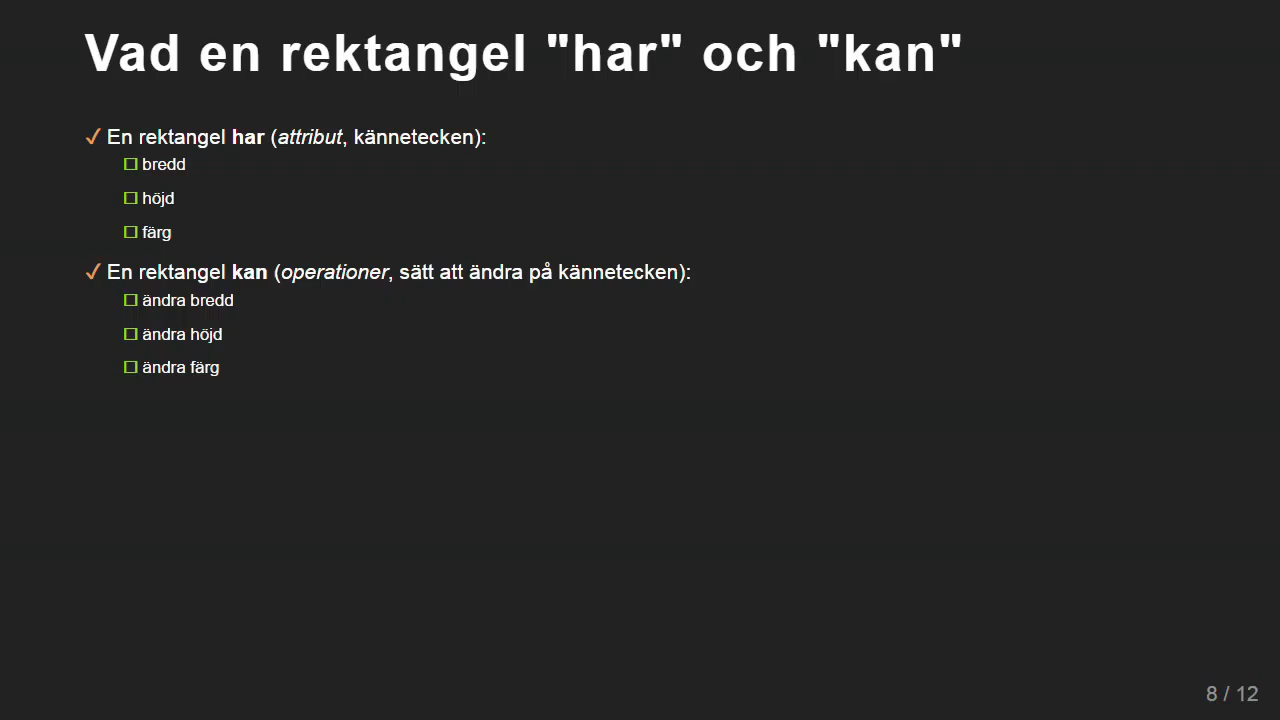 Vad en rektangel "har" och "kan"
✓ En rektangel har (attribut, kännetecken):
☐ bredd
☐ höjd
☐ färg
✓ En rektangel kan (operationer, sätt att ändra på kännetecken):
☐ ändra bredd
☐ ändra höjd
☐ ändra färg
8 / 12